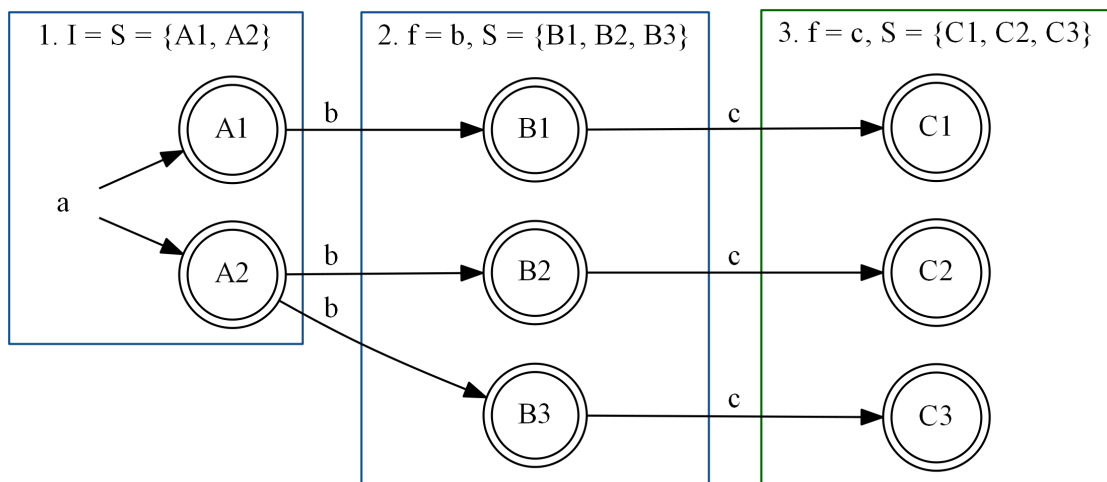 1. I = S = {A1, A2}
2. f = b, S = {B1, B2, B3}
3. f = c, S = {C1, C2, C3}
A1
b
B1
c
C1
a
A2
b
B2
c
C2
b
B3
c
C3